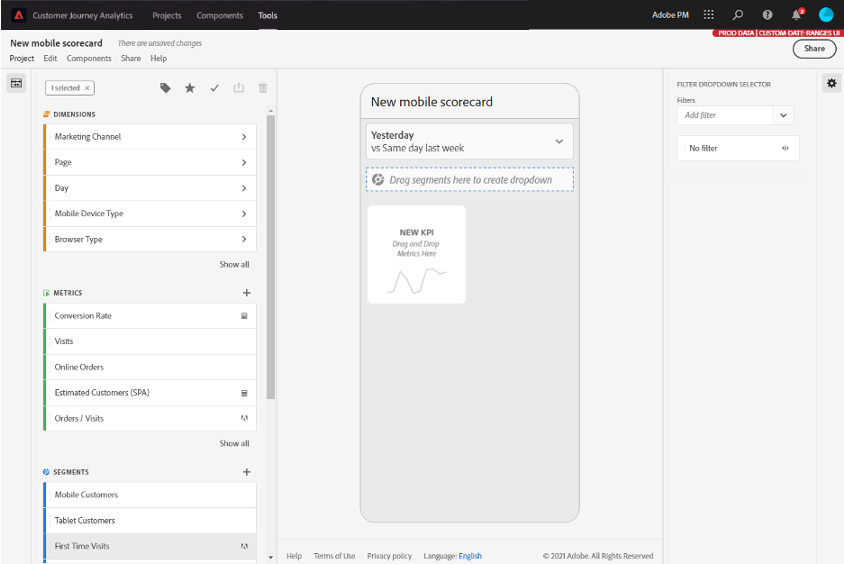 Customer Journey Analytics Projects Components Tools Adobe PM 3
PROD DATA | CUSTOM-DATE-RANGES UI
New mobile scorecard There are unsaved changes
Share
Project Edit Components Share Help
1 selected ×
DIMENSIONS
Marketing Channel
Page
Day
Mobile Device Type
Browser Type
Show all
METRICS
Conversion Rate
Visits
Online Orders
Estimated Customers (SPA)
Orders / Visits
Show all
SEGMENTS
Mobile Customers
Tablet Customers
First Time Visits
New mobile scorecard
Yesterday
vs Same day last week
Drag segments here to create dropdown
NEW KPI
Drag and Drop
Metrics Here
FILTER DROPDOWN SELECTOR
Filters
Add filter
No filter
Help Terms of Use Privacy policy Language: English © 2021 Adobe. All Rights Reserved